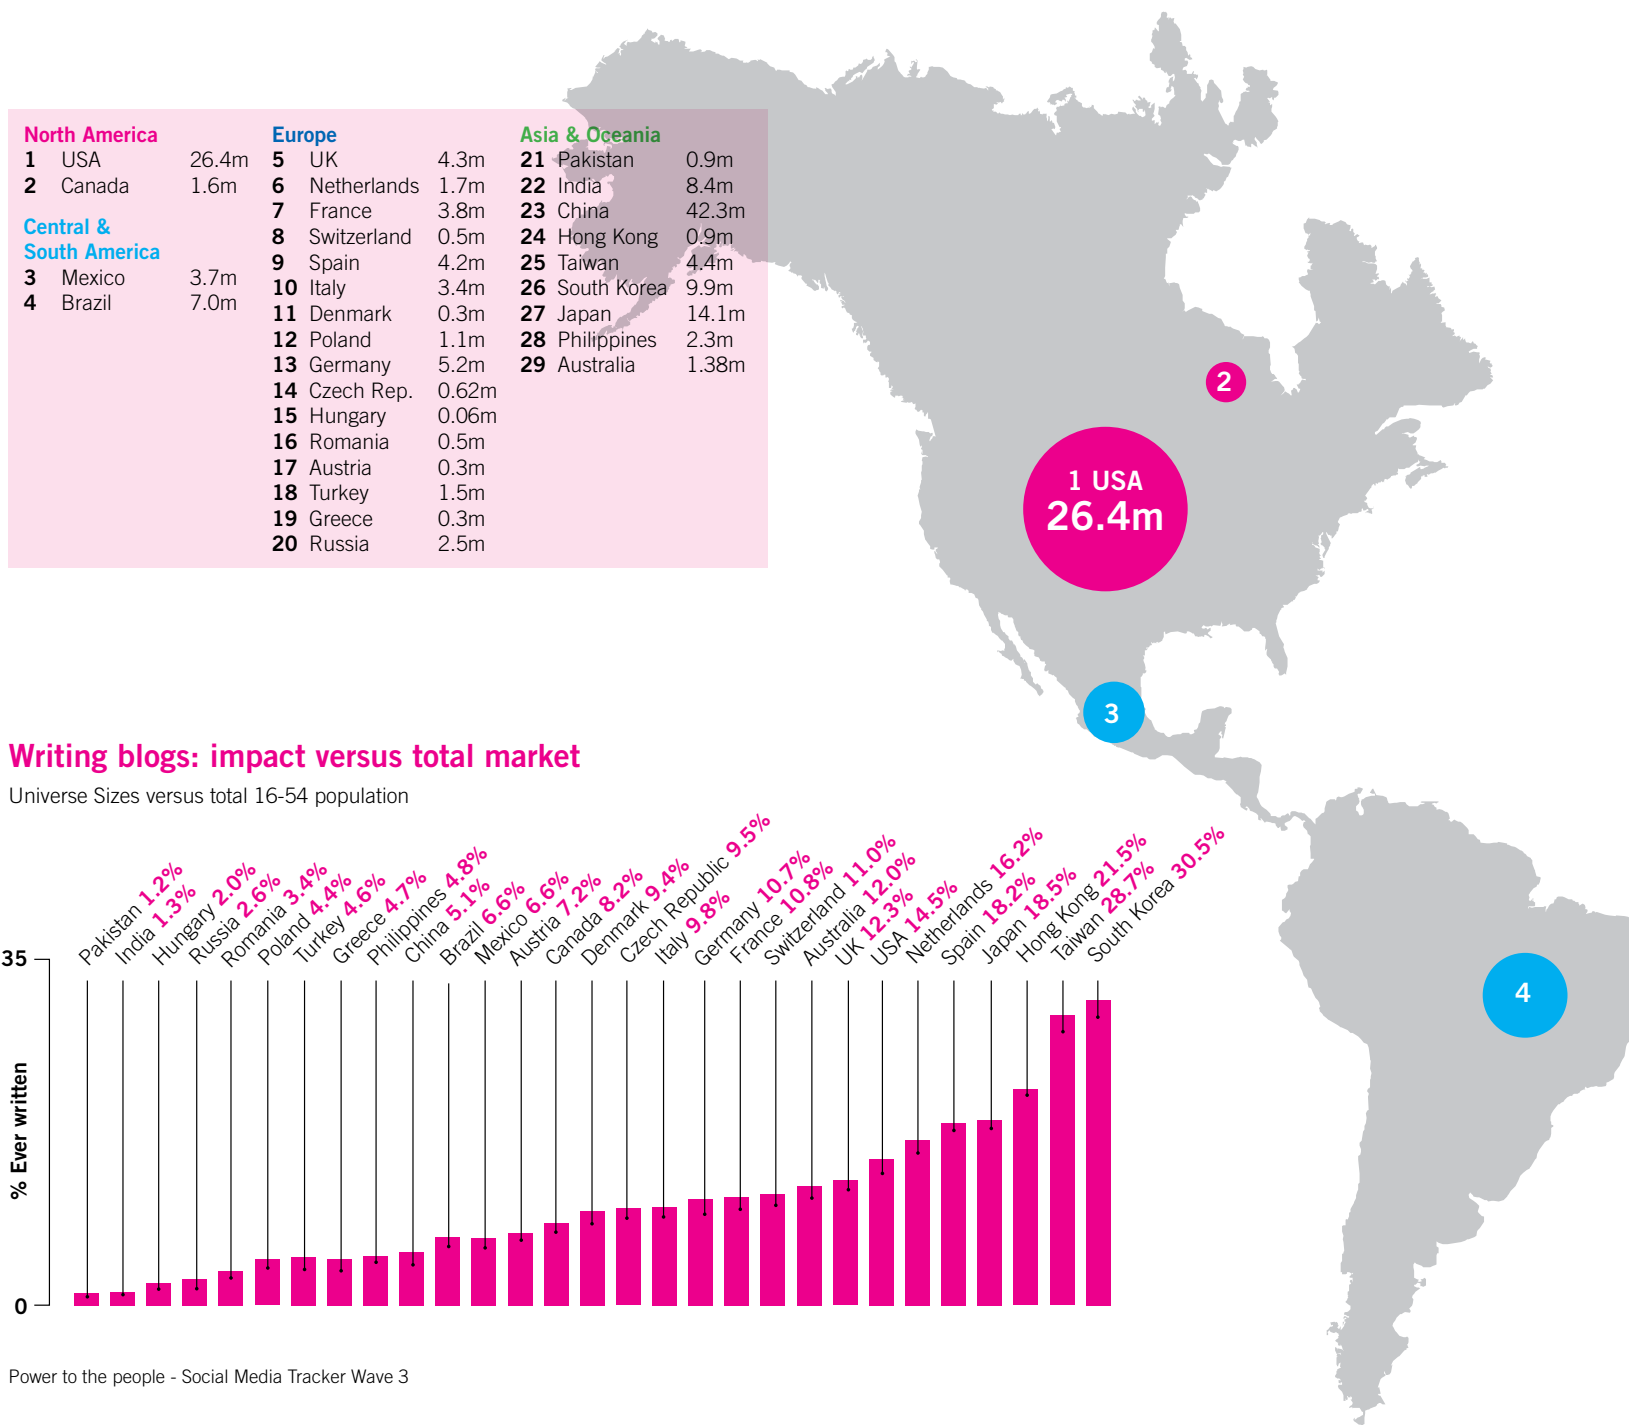 North America
1 USA 26.4m
2 Canada 1.6m
Central &
South America
3 Mexico 3.7m
4 Brazil 7.0m
Europe
5 UK 4.3m
6 Netherlands 1.7m
7 France 3.8m
8 Switzerland 0.5m
9 Spain 4.2m
10 Italy 3.4m
11 Denmark 0.3m
12 Poland 1.1m
13 Germany 5.2m
14 Czech Rep. 0.62m
15 Hungary 0.06m
16 Romania 0.5m
17 Austria 0.3m
18 Turkey 1.5m
19 Greece 0.3m
20 Russia 2.5m
Asia & Oceania
21 Pakistan 0.9m
22 India 8.4m
23 China 42.3m
24 Hong Kong 0.9m
25 Taiwan 4.4m
26 South Korea 9.9m
27 Japan 14.1m
28 Philippines 2.3m
29 Australia 1.38m
2
1 USA
26.4m
3
4
Writing blogs: impact versus total market
Universe Sizes versus total 16-54 population
35
% Ever written
0
Pakistan 1.2%
India 1.3%
Hungary 2.0%
Russia 2.6%
Romania 3.4%
Poland 4.4%
Turkey 4.6%
Greece 4.7%
Philippines 4.8%
China 5.1%
Brazil 6.6%
Mexico 6.6%
Austria 7.2%
Canada 8.2%
Denmark 9.4%
Czech Republic 9.5%
Italy 9.8%
Germany 10.7%
France 10.8%
Switzerland 11.0%
Australia 12.0%
UK 12.3%
USA 14.5%
Netherlands 16.2%
Spain 18.2%
Japan 18.5%
Hong Kong 21.5%
Taiwan 28.7%
South Korea 30.5%
Power to the people - Social Media Tracker Wave 3